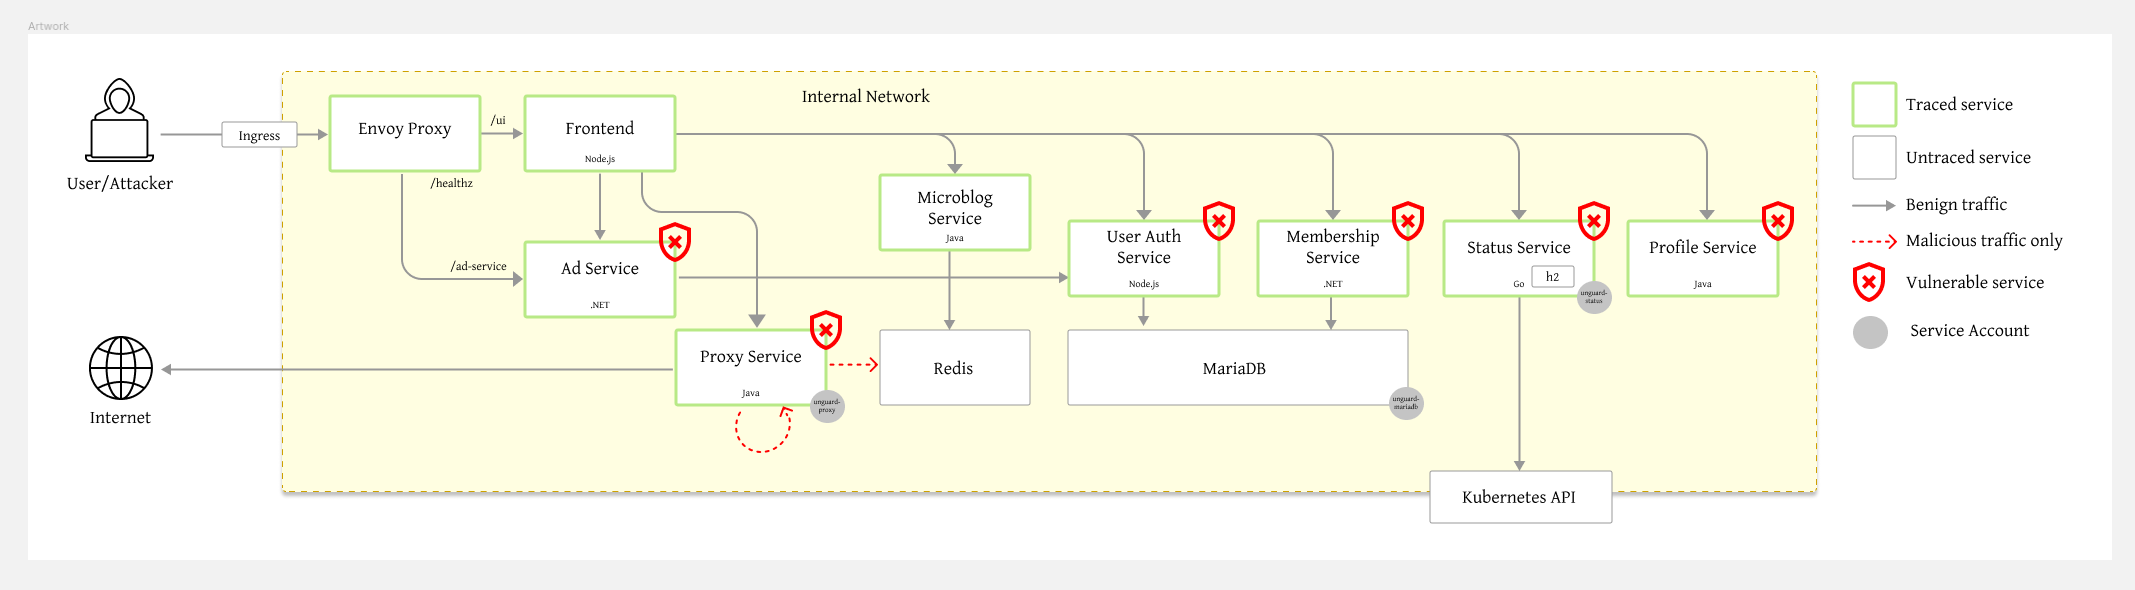 Artwork
Internal Network
Ingress
Envoy Proxy
/ui
Frontend
Node.js
User/Attacker
/healthz
/ad-service
Ad Service
.NET
Microblog
Service
Java
User Auth
Service
Node.js
Membership
Service
.NET
Status Service
Go
h2
unguard-
status
Profile Service
Java
Proxy Service
Java
unguard-
proxy
Redis
MariaDB
unguard-
mariadb
Internet
Kubernetes API
Traced service
Untraced service
Benign traffic
Malicious traffic only
Vulnerable service
Service Account